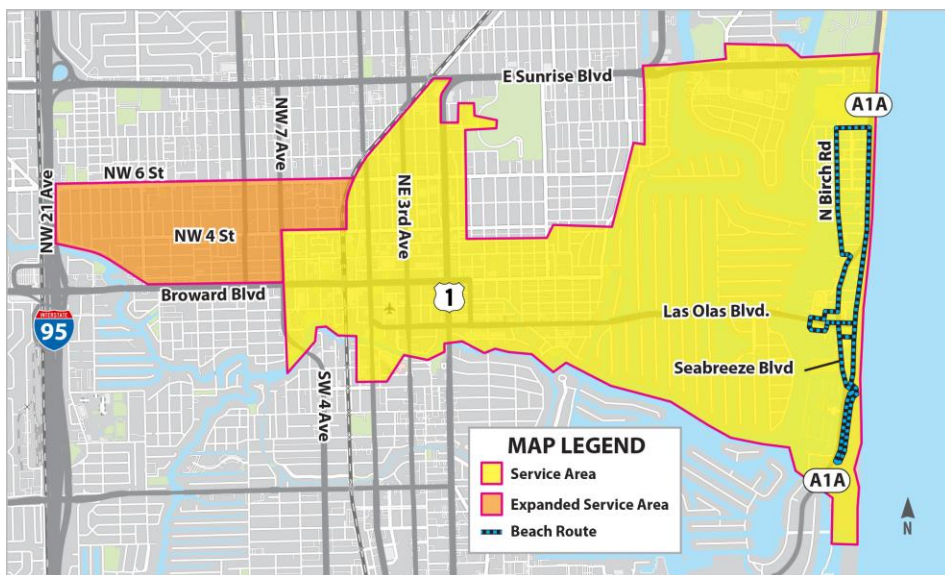 E Sunrise Blvd
A1A
NW 7 Ave
N Birch Rd
NW 21 Ave
NW 6 St
NE 3rd Ave
NW 4 St
Broward Blvd
1
Las Olas Blvd.
INTERSTATE
95
Seabreeze Blvd
SW 4 Ave
MAP LEGEND
Service Area
Expanded Service Area
Beach Route
A1A
N